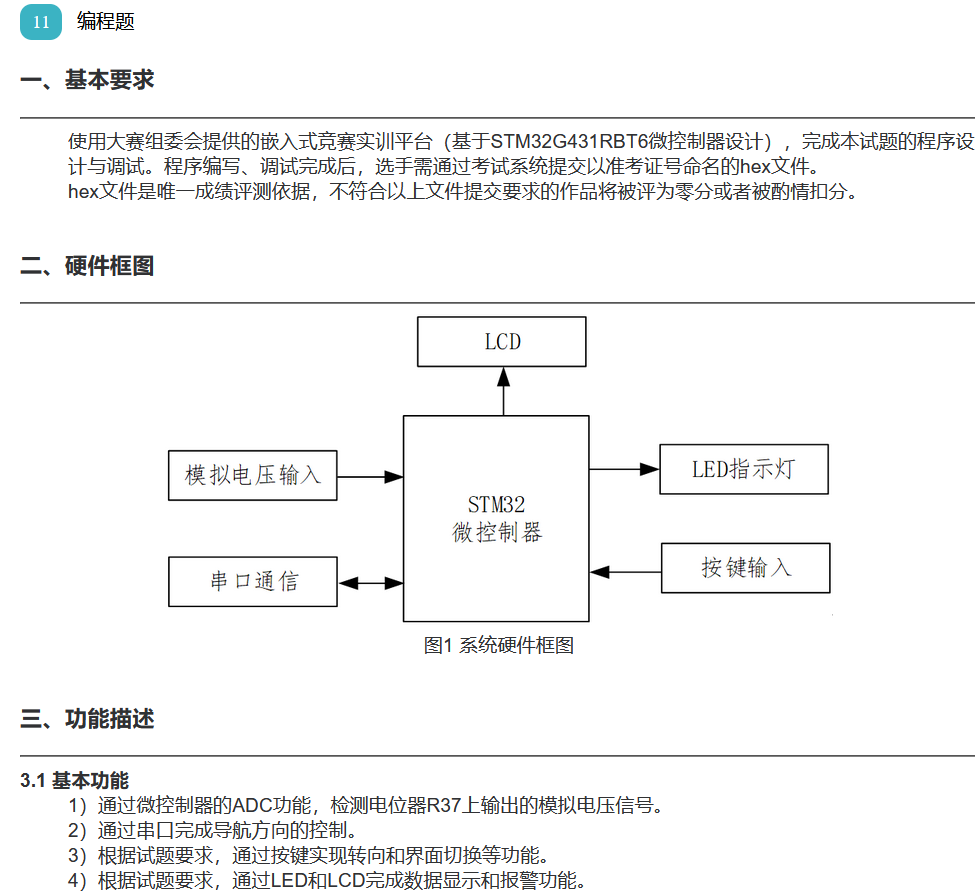 11 编程题
一、基本要求
使用大赛组委会提供的嵌入式竞赛实训平台（基于STM32G431RBT6微控制器设计），完成本试题的程序设
计与调试。程序编写、调试完成后，选手需通过考试系统提交以准考证号命名的hex文件。
hex文件是唯一成绩评测依据，不符合以上文件提交要求的作品将被评为零分或者被酌情扣分。
二、硬件框图
LCD
模拟电压输入
LED指示灯
STM32
微控制器
串口通信
按键输入
图1 系统硬件框图
三、功能描述
3.1 基本功能
1）通过微控制器的ADC功能，检测电位器R37上输出的模拟电压信号。
2）通过串口完成导航方向的控制。
3）根据试题要求，通过按键实现转向和界面切换等功能。
4）根据试题要求，通过LED和LCD完成数据显示和报警功能。